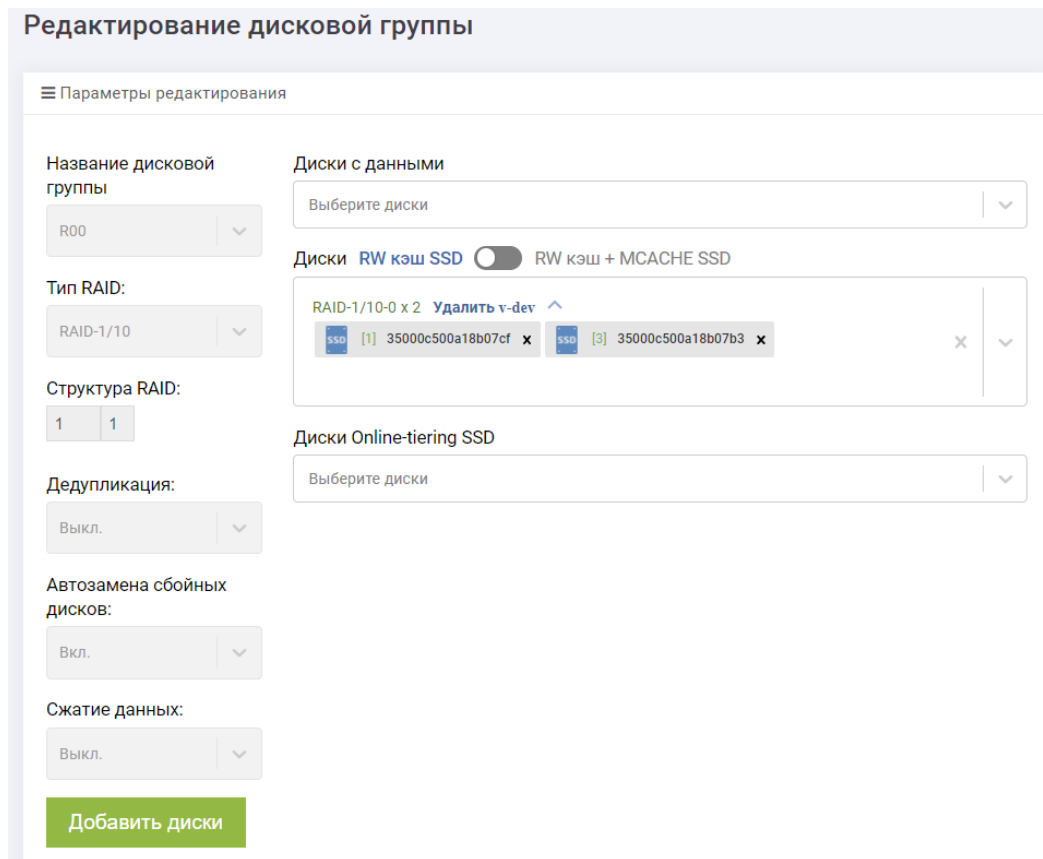 Редактирование дисковой группы
Параметры редактирования
Название дисковой
группы
R00
Тип RAID:
RAID-1/10
Структура RAID:
1 1
Дедупликация:
Выкл.
Автозамена сбойных
дисков:
Вкл.
Сжатие данных:
Выкл.
Добавить диски
Диски с данными
Выберите диски
Диски RW кэш SSD RW кэш + MCACHE SSD
RAID-1/10-0 x 2 Удалить v-dev
SSD [1] 35000c500a18b07cf x SSD [3] 35000c500a18b07b3 x
Диски Online-tiering SSD
Выберите диски